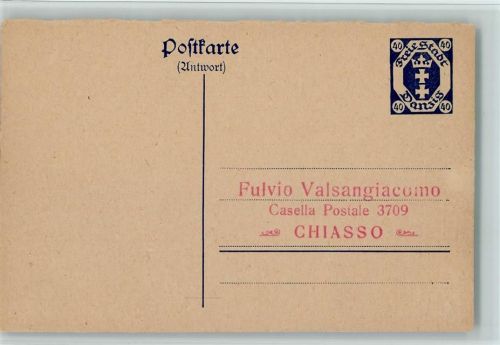 Postkarte
(Antwort)
40 40
Freie Stadt
Danzig
40 40
Fulvio Valsangiacomo
Casella Postale 3709
CHIASSO